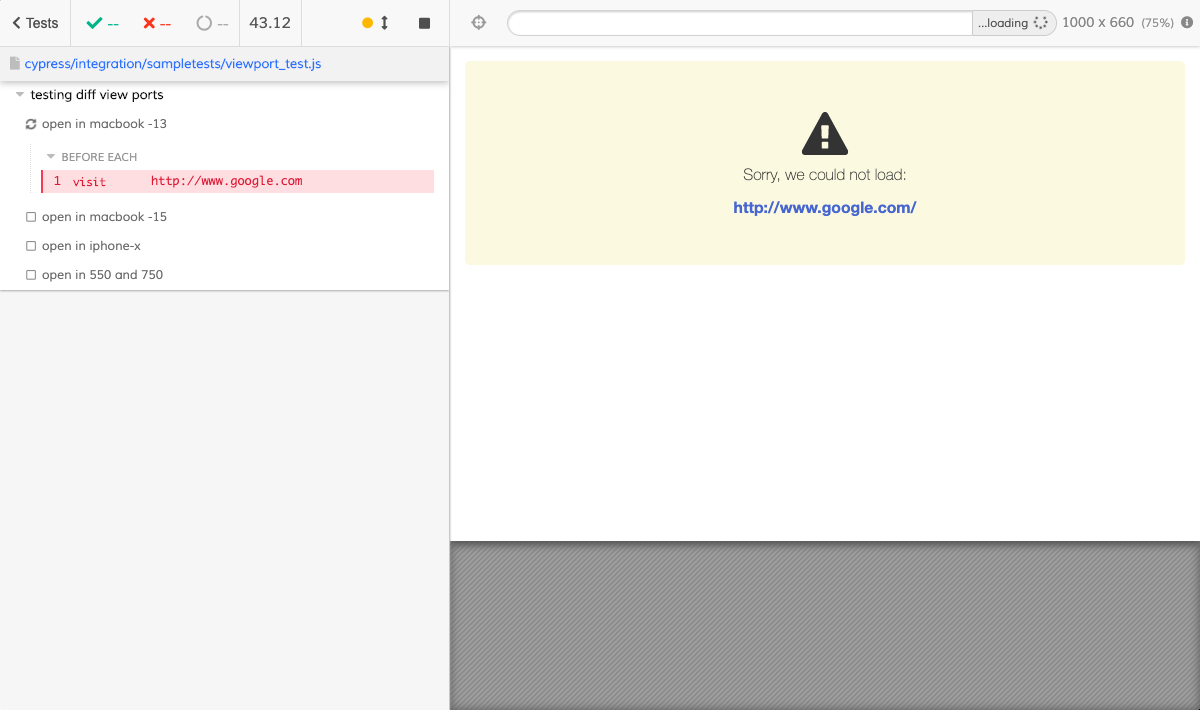 Tests -- -- -- 43.12
...loading 1000 x 660 (75%)
cypress/integration/sampletests/viewport_test.js
testing diff view ports
open in macbook -13
BEFORE EACH
1 visit http://www.google.com
open in macbook -15
open in iphone-x
open in 550 and 750
Sorry, we could not load:
http://www.google.com/